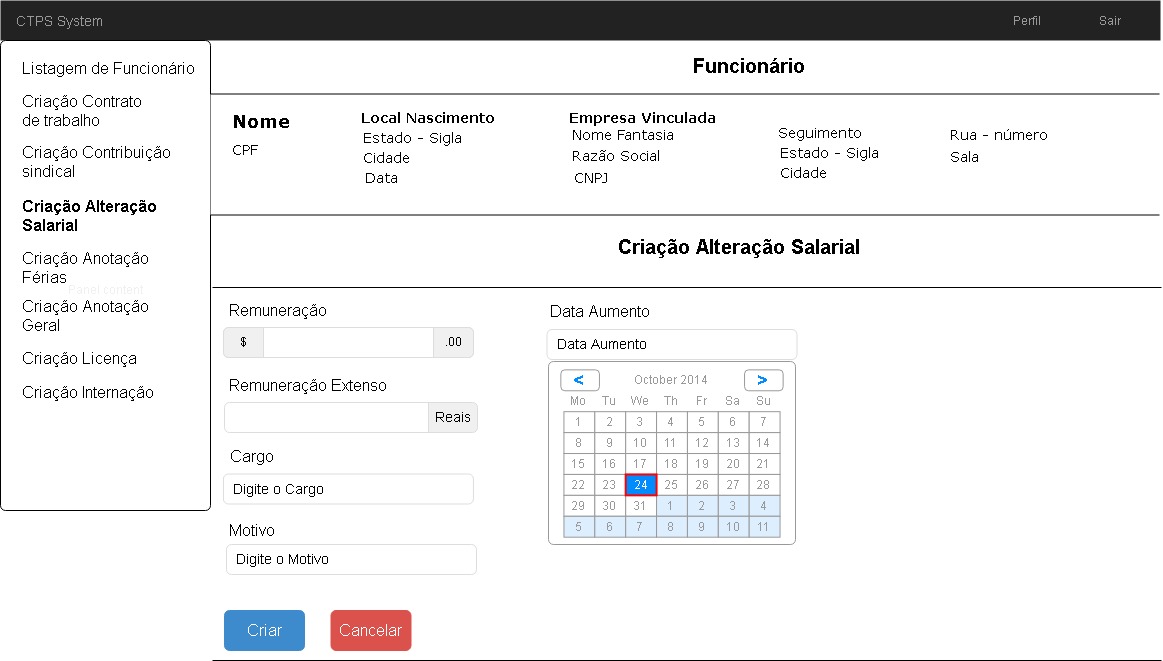 CTPS System
Perfil
Sair
Listagem de Funcionário
Criação Contrato
de trabalho
Criação Contribuição
sindical
Criação Alteração
Salarial
Criação Anotação
Férias
Panel content
Criação Anotação
Geral
Criação Licença
Criação Internação
Funcionário
Nome
CPF
Local Nascimento
Estado - Sigla
Cidade
Data
Empresa Vinculada
Nome Fantasia
Razão Social
CNPJ
Seguimento
Estado - Sigla
Cidade
Rua - número
Sala
Criação Alteração Salarial
Remuneração
$ .00
Remuneração Extenso
Reais
Cargo
Digite o Cargo
Motivo
Digite o Motivo
Data Aumento
Data Aumento
< October 2014 >
Mo Tu We Th Fr Sa Su
1 2 3 4 5 6 7
8 9 10 11 12 13 14
15 16 17 18 19 20 21
22 23 24 25 26 27 28
29 30 31 1 2 3 4
5 6 7 8 9 10 11
Criar
Cancelar